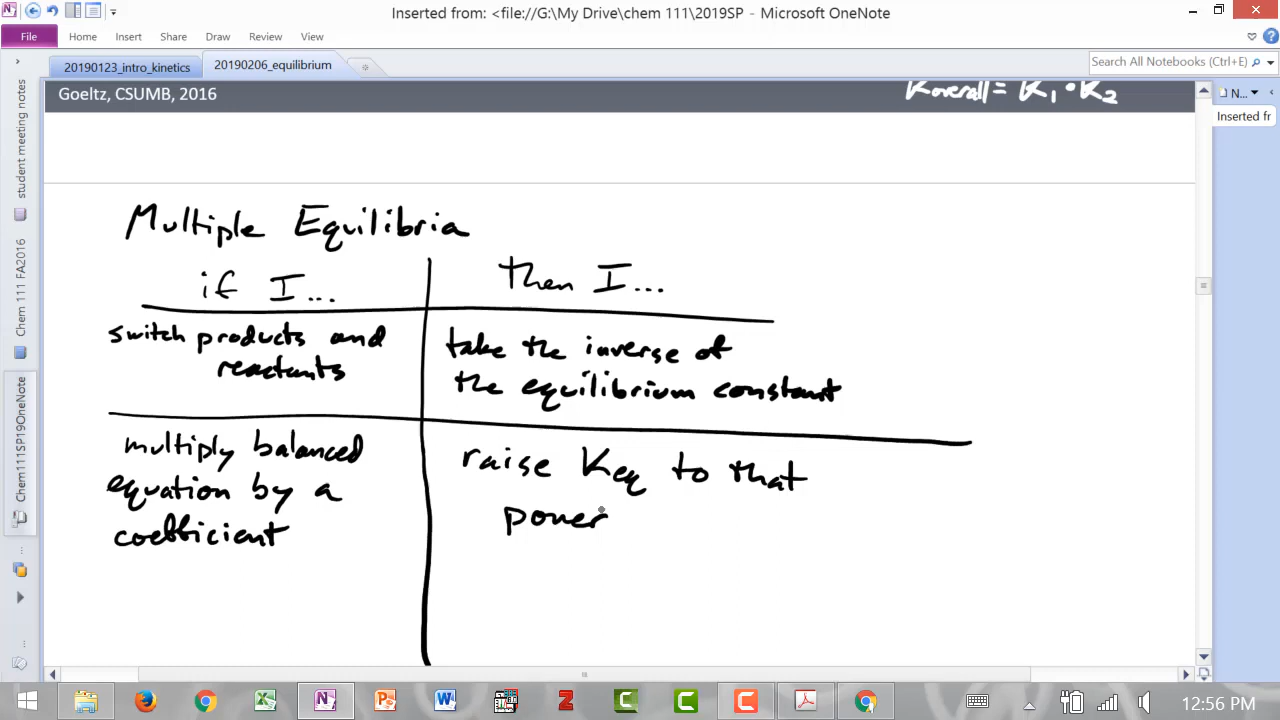 Inserted from: <file://G:\My Drive\chem 111\2019SP - Microsoft OneNote
File Home Insert Share Draw Review View
20190123_intro_kinetics 20190206_equilibrium
Search All Notebooks (Ctrl+E)
N...
Inserted fr
student meeting notes
Chem 111 FA2016
Chem111SP19OneNote
Goeltz, CSUMB, 2016
Koverall = K1 • K2
Multiple Equilibria
if I... then I...
switch products and
reactants
take the inverse of
the equilibrium constant
multiply balanced
equation by a
coefficient
raise Keq to that
power
12:56 PM